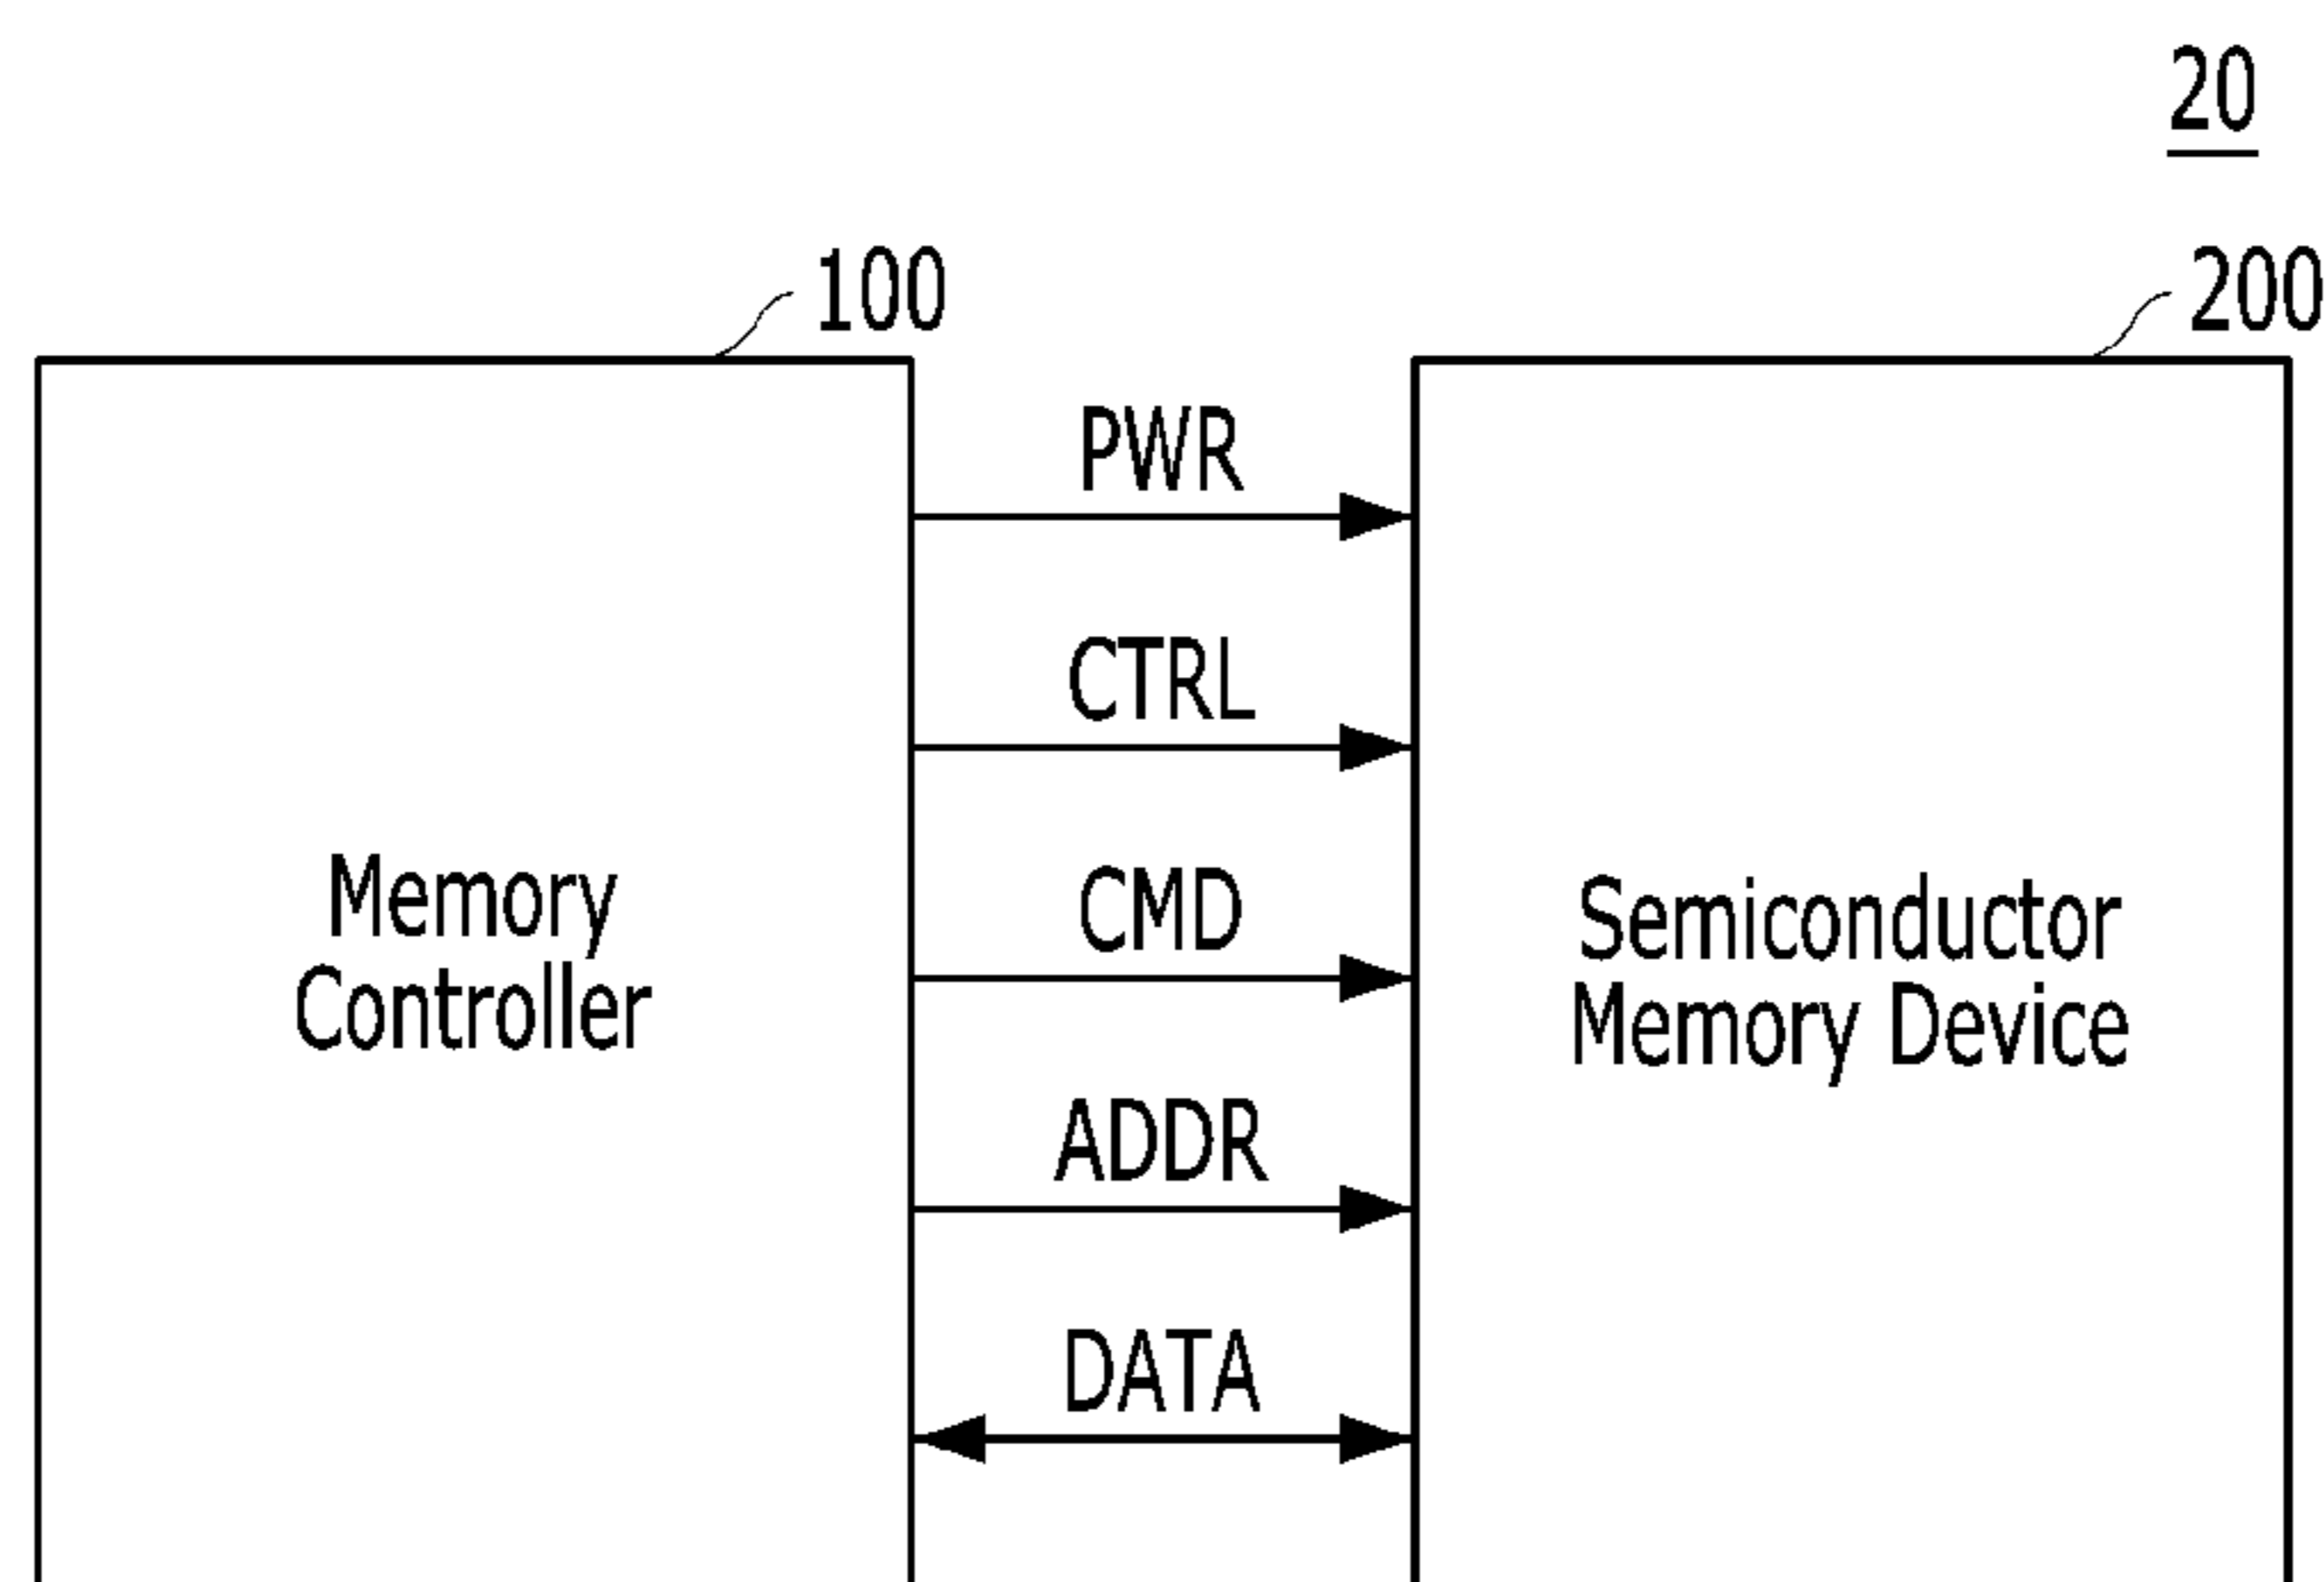 20
100
200
PWR
CTRL
CMD
ADDR
DATA
Memory
Controller
Semiconductor
Memory Device